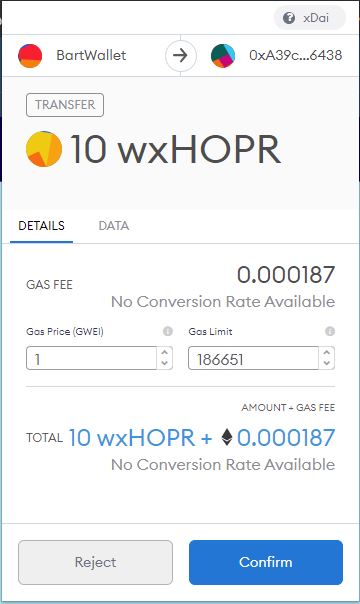 xDai
BartWallet
0xA39c...6438
TRANSFER
10 wxHOPR
DETAILS
DATA
GAS FEE
0.000187
No Conversion Rate Available
Gas Price (GWEI)
Gas Limit
1
186651
AMOUNT + GAS FEE
TOTAL 10 wxHOPR + 0.000187
No Conversion Rate Available
Reject
Confirm